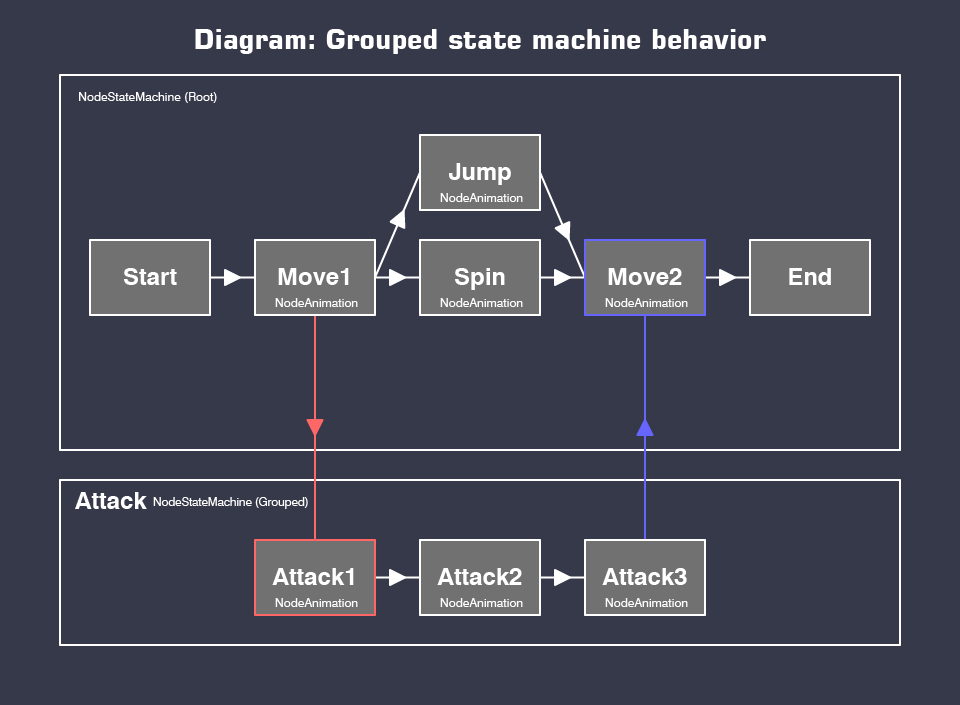 Diagram: Grouped state machine behavior
NodeStateMachine (Root)
Jump
NodeAnimation
Start
Move1
NodeAnimation
Spin
NodeAnimation
Move2
NodeAnimation
End
Attack NodeStateMachine (Grouped)
Attack1
NodeAnimation
Attack2
NodeAnimation
Attack3
NodeAnimation